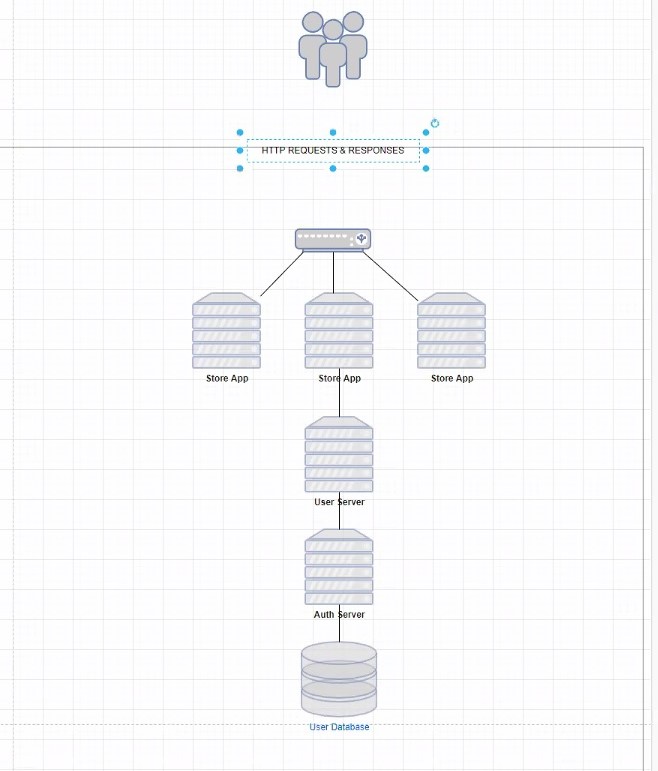 HTTP REQUESTS & RESPONSES
Store App
Store App
Store App
User Server
Auth Server
User Database